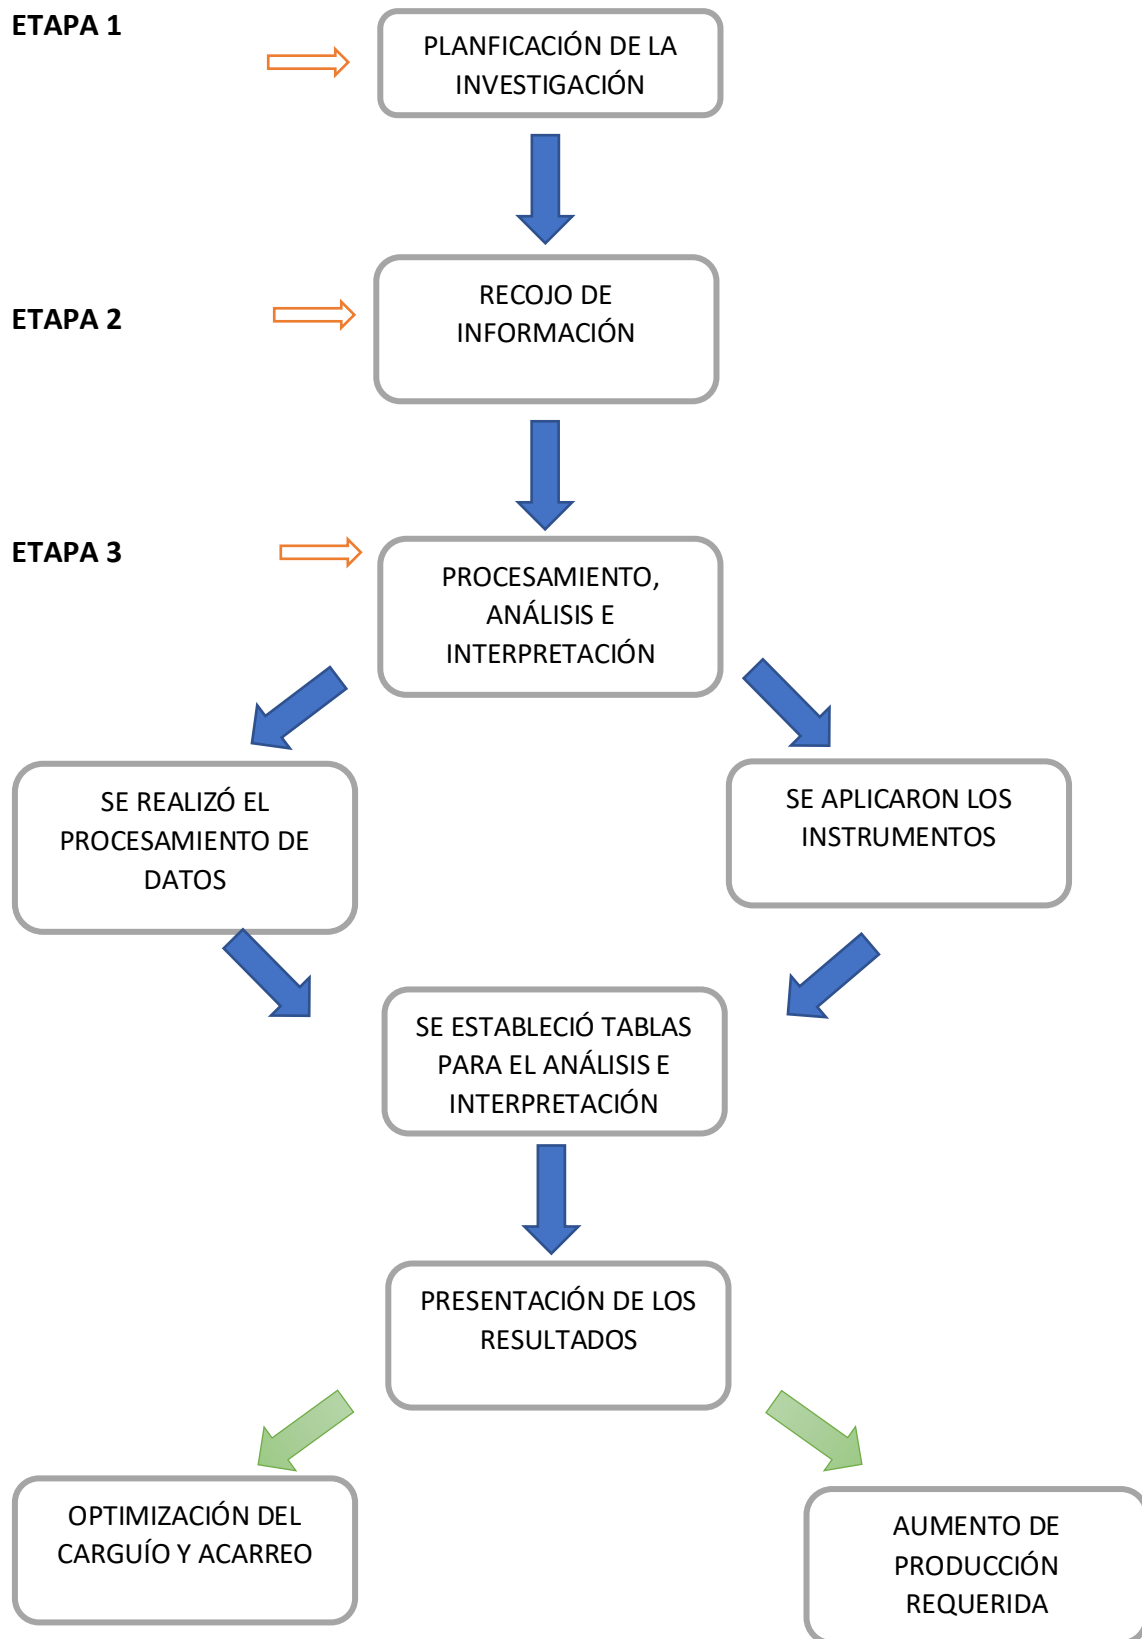 ETAPA 1
PLANFICACIÓN DE LA
INVESTIGACIÓN
ETAPA 2
RECOJO DE
INFORMACIÓN
ETAPA 3
PROCESAMIENTO,
ANÁLISIS E
INTERPRETACIÓN
SE REALIZÓ EL
PROCESAMIENTO DE
DATOS
SE APLICARON LOS
INSTRUMENTOS
SE ESTABLECIÓ TABLAS
PARA EL ANÁLISIS E
INTERPRETACIÓN
PRESENTACIÓN DE LOS
RESULTADOS
OPTIMIZACIÓN DEL
CARGUÍO Y ACARREO
AUMENTO DE
PRODUCCIÓN
REQUERIDA